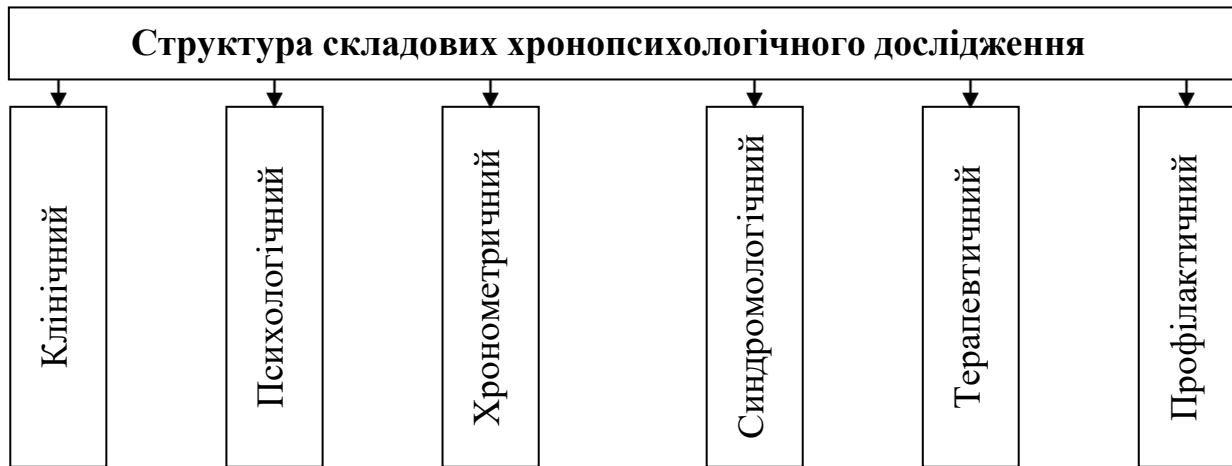 Структура складових хронопсихологічного дослідження
Клінічний
Психологічний
Хронометричний
Синдромологічний
Терапевтичний
Профілактичний